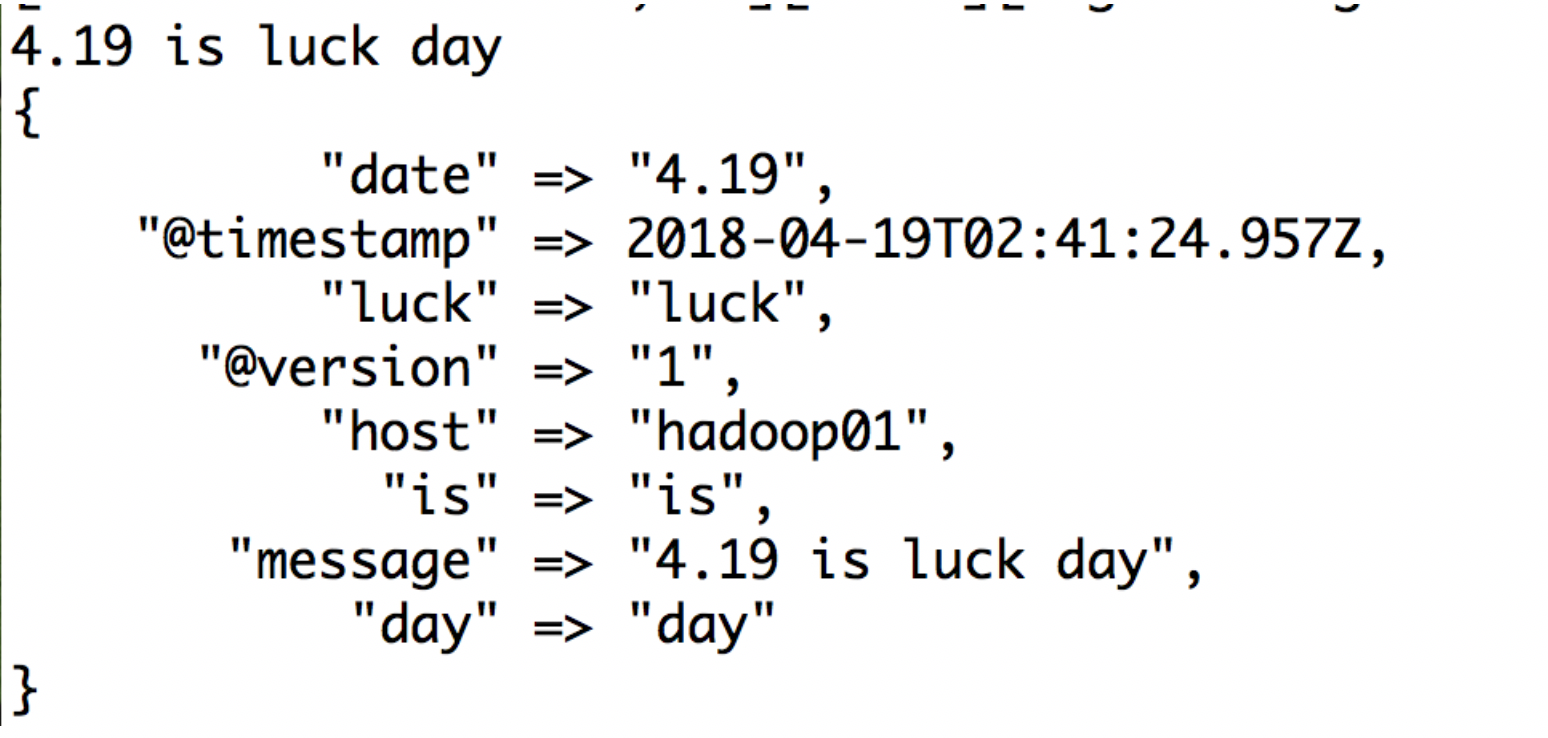 4.19 is luck day
{
"date" => "4.19",
"@timestamp" => 2018-04-19T02:41:24.957Z,
"luck" => "luck",
"@version" => "1",
"host" => "hadoop01",
"is" => "is",
"message" => "4.19 is luck day",
"day" => "day"
}